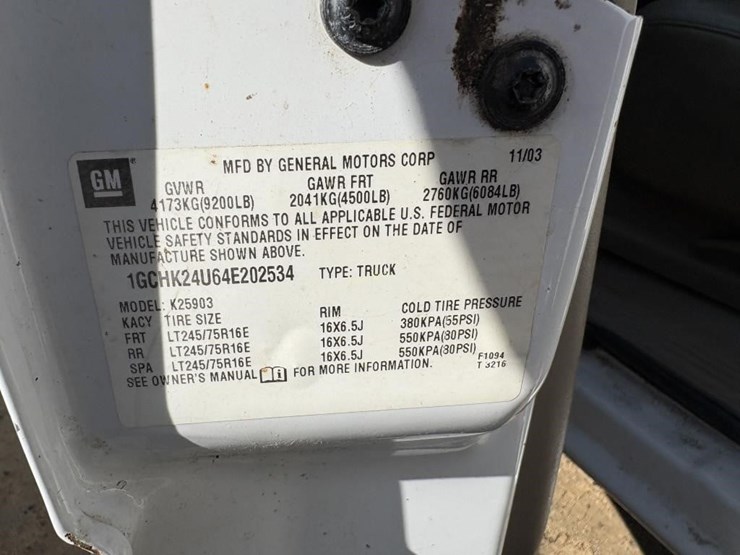 GM
MFD BY GENERAL MOTORS CORP 11/03
GVWR GAWR FRT GAWR RR
4173KG(9200LB) 2041KG(4500LB) 2760KG(6084LB)
THIS VEHICLE CONFORMS TO ALL APPLICABLE U.S. FEDERAL MOTOR
VEHICLE SAFETY STANDARDS IN EFFECT ON THE DATE OF
MANUFACTURE SHOWN ABOVE.
1GCHK24U64E202534 TYPE: TRUCK
MODEL: K25903
KACY TIRE SIZE RIM COLD TIRE PRESSURE
FRT LT245/75R16E 16X6.5J 380KPA(55PSI)
RR LT245/75R16E 16X6.5J 550KPA(80PSI)
SPA LT245/75R16E 16X6.5J 550KPA(80PSI)
SEE OWNER'S MANUAL FOR MORE INFORMATION.
F1094
T 3216